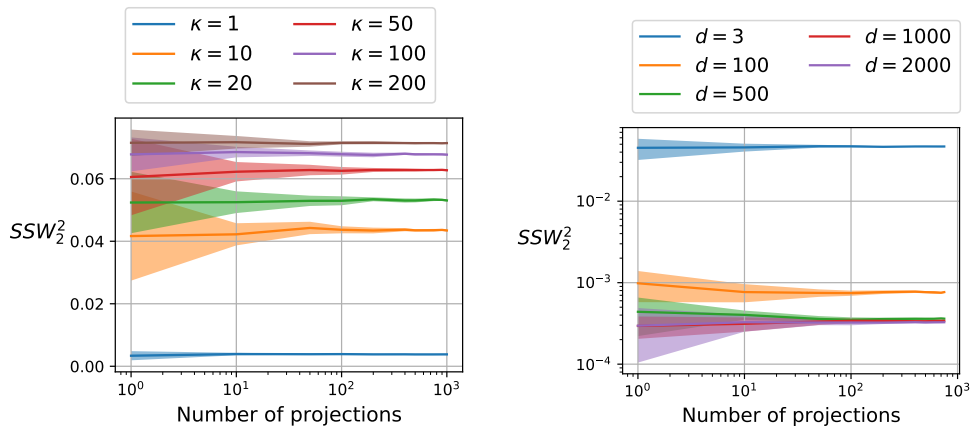 κ = 1
κ = 10
κ = 20
κ = 50
κ = 100
κ = 200
0.06
0.04
0.02
0.00
SSW₂²
10⁰
10¹
10²
10³
Number of projections
d = 3
d = 100
d = 500
d = 1000
d = 2000
10⁻²
10⁻³
10⁻⁴
SSW₂²
10⁰
10¹
10²
Number of projections